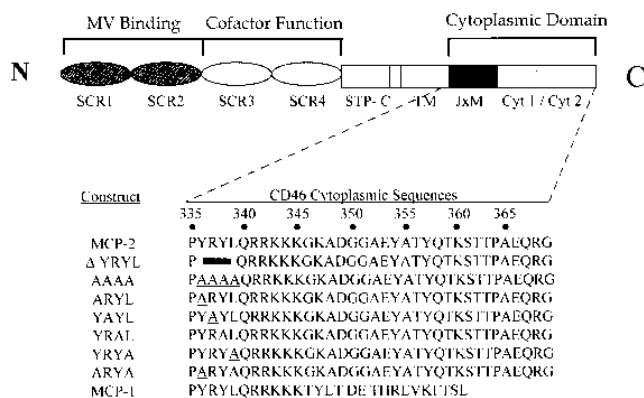 MV Binding Cofactor Function Cytoplasmic Domain
N C
SCR1 SCR2 SCR3 SCR4 STP- C TM JxM Cyt 1 / Cyt 2
Construct CD46 Cytoplasmic Sequences
335 340 345 350 355 360 365
MCP-2 PYRYLQRRKKKGKADGGAEYATYQTKSTTPAEQRG
Δ YRYL P QRRKKKGKADGGAEYATYQTKSTTPAEQRG
AAAA PAAAAQRRKKKGKADGGAEYATYQTKSTTPAEQRG
ARYL PARYLQRRKKKGKADGGAEYATYQTKSTTPAEQRG
YAYL PYAYLQRRKKKGKADGGAEYATYQTKSTTPAEQRG
YRAL PYRALQRRKKKGKADGGAEYATYQTKSTTPAEQRG
YRYA PYRYAQRRKKKGKADGGAEYATYQTKSTTPAEQRG
ARYA PARYAQRRKKKGKADGGAEYATYQTKSTTPAEQRG
MCP-1